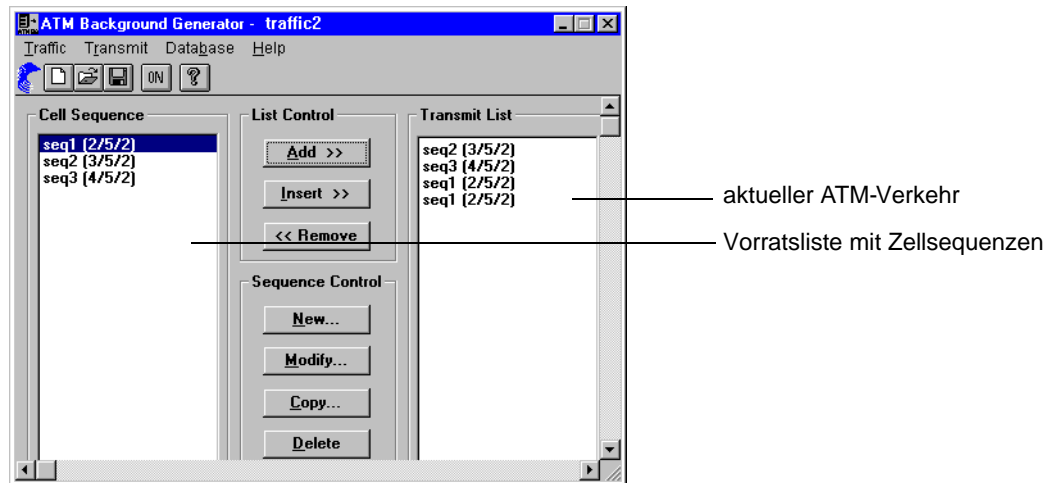 ATM Background Generator - traffic2
Traffic Transmit Database Help
ON ?
Cell Sequence
seq1 (2/5/2)
seq2 (3/5/2)
seq3 (4/5/2)
List Control
Add >>
Insert >>
<< Remove
Sequence Control
New...
Modify...
Copy...
Delete
Transmit List
seq2 (3/5/2)
seq3 (4/5/2)
seq1 (2/5/2)
seq1 (2/5/2)
aktueller ATM-Verkehr
Vorratsliste mit Zellsequenzen